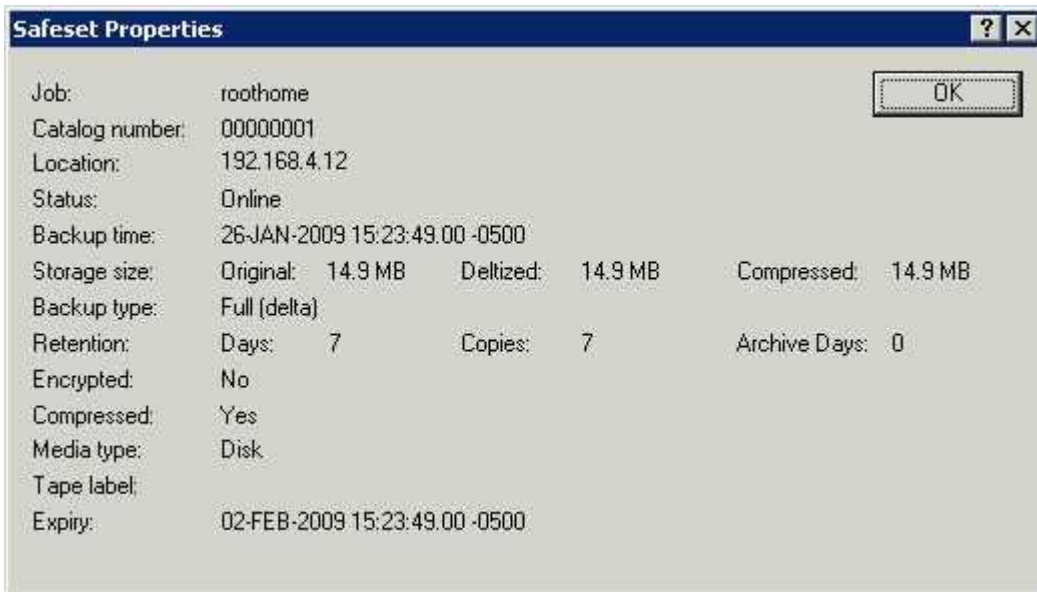 Safeset Properties
Job: roothome
OK
Catalog number: 00000001
Location: 192.168.4.12
Status: Online
Backup time: 26-JAN-2009 15:23:49.00 -0500
Storage size: Original: 14.9 MB Deltized: 14.9 MB Compressed: 14.9 MB
Backup type: Full (delta)
Retention: Days: 7 Copies: 7 Archive Days: 0
Encrypted: No
Compressed: Yes
Media type: Disk
Tape label:
Expiry: 02-FEB-2009 15:23:49.00 -0500